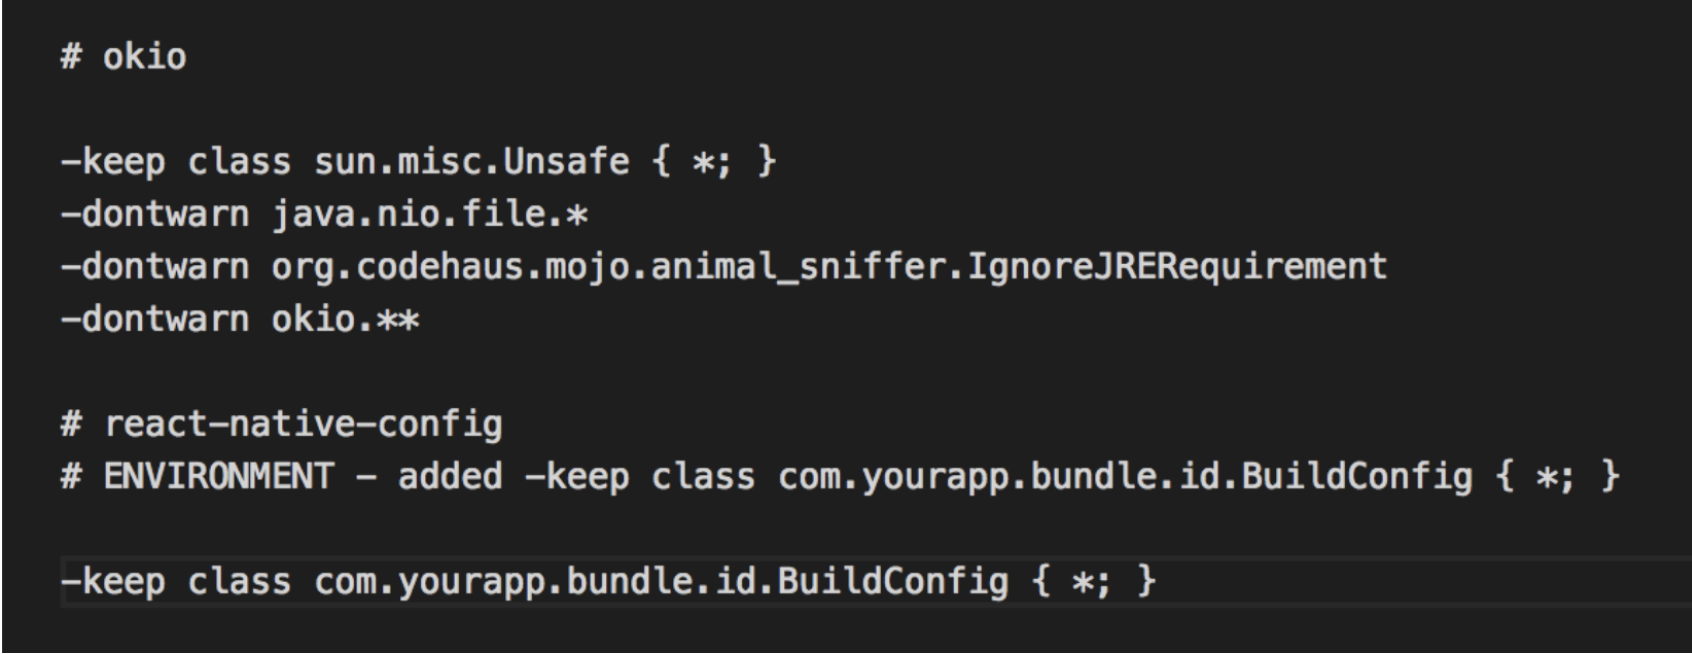 # okio
-keep class sun.misc.Unsafe { *; }
-dontwarn java.nio.file.*
-dontwarn org.codehaus.mojo.animal_sniffer.IgnoreJRERequirement
-dontwarn okio.**
# react-native-config
# ENVIRONMENT - added -keep class com.yourapp.bundle.id.BuildConfig { *; }
-keep class com.yourapp.bundle.id.BuildConfig { *; }